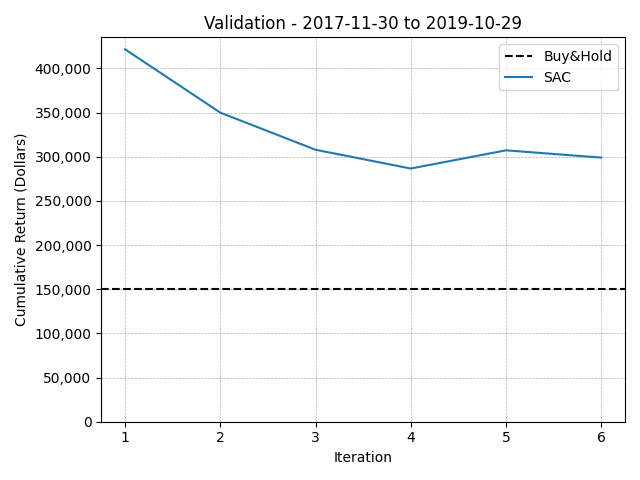 Validation - 2017-11-30 to 2019-10-29
Buy&Hold
SAC
Cumulative Return (Dollars)
400,000
350,000
300,000
250,000
200,000
150,000
100,000
50,000
0
1 2 3 4 5 6
Iteration